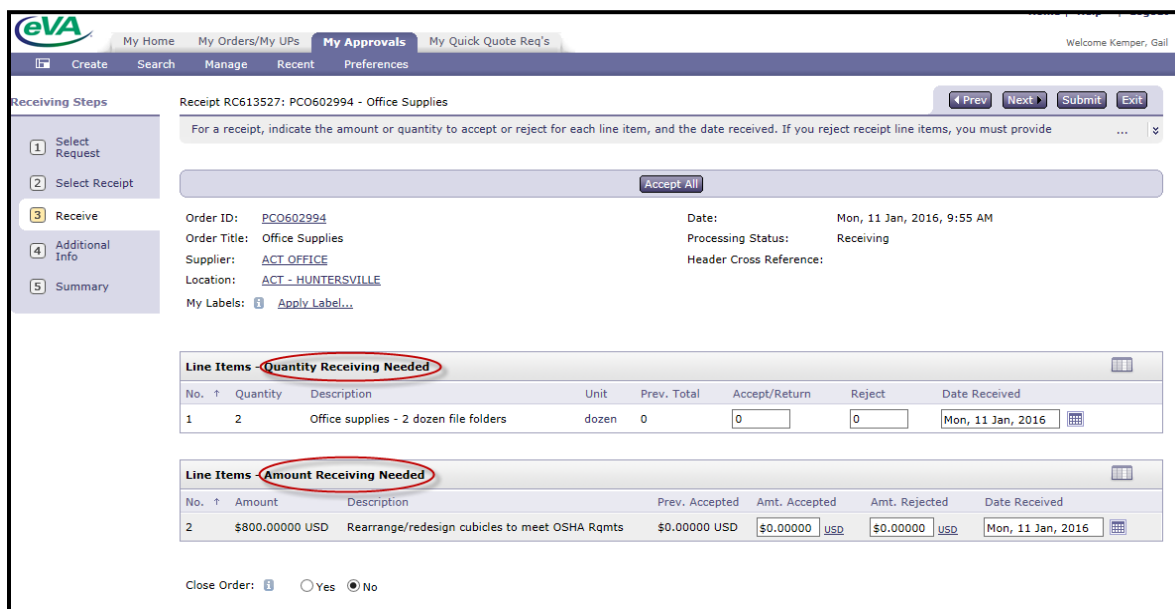 eVA
My Home My Orders/My UPs My Approvals My Quick Quote Req's
Welcome Kemper, Gail
Create Search Manage Recent Preferences
Receiving Steps
1 Select Request
2 Select Receipt
3 Receive
4 Additional Info
5 Summary
Receipt RC613527: PCO602994 - Office Supplies
Prev Next Submit Exit
For a receipt, indicate the amount or quantity to accept or reject for each line item, and the date received. If you reject receipt line items, you must provide ...
Accept All
Order ID: PCO602994
Order Title: Office Supplies
Supplier: ACT OFFICE
Location: ACT - HUNTERSVILLE
My Labels: Apply Label...
Date: Mon, 11 Jan, 2016, 9:55 AM
Processing Status: Receiving
Header Cross Reference:
Line Items - Quantity Receiving Needed
No. ↑ Quantity Description Unit Prev. Total Accept/Return Reject Date Received
1 2 Office supplies - 2 dozen file folders dozen 0 0 0 Mon, 11 Jan, 2016
Line Items - Amount Receiving Needed
No. ↑ Amount Description Prev. Accepted Amt. Accepted Amt. Rejected Date Received
2 $800.00000 USD Rearrange/redesign cubicles to meet OSHA Rqmts $0.00000 USD $0.00000 USD $0.00000 USD Mon, 11 Jan, 2016
Close Order: Yes No